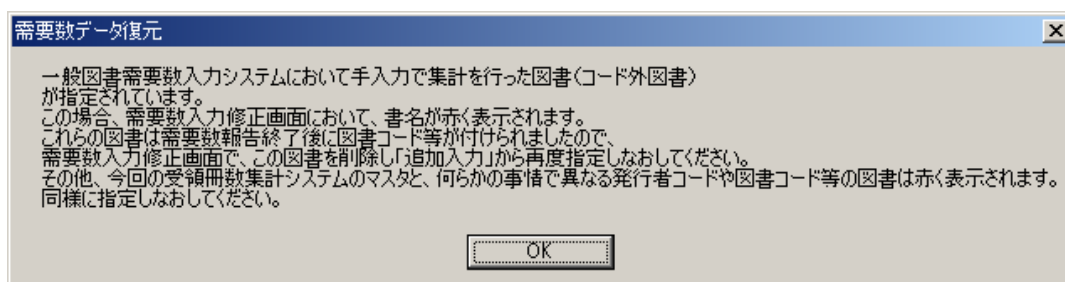 需要数データ復元
一般図書需要数入力システムにおいて手入力で集計を行った図書(コード外図書)
が指定されています。
この場合、需要数入力修正画面において、書名が赤く表示されます。
これらの図書は需要数報告終了後に図書コード等が付けられましたので、
需要数入力修正画面で、この図書を削除し「追加入力」から再度指定しなおしてください。
その他、今回の受領冊数集計システムのマスタと、何らかの事情で異なる発行者コードや図書コード等の図書は赤く表示されます。
同様に指定しなおしてください。
OK